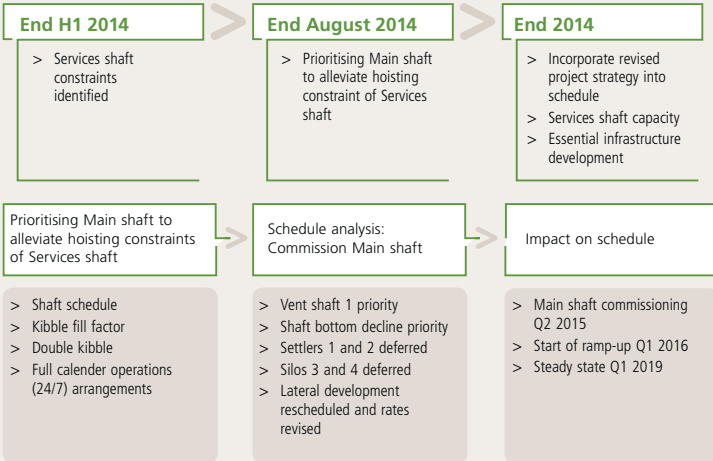 End H1 2014
> Services shaft
constraints
identified
End August 2014
> Prioritising Main shaft
to alleviate hoisting
constraint of Services
shaft
End 2014
> Incorporate revised
project strategy into
schedule
> Services shaft capacity
> Essential infrastructure
development
Prioritising Main shaft to
alleviate hoisting constraints
of Services shaft
Schedule analysis:
Commission Main shaft
Impact on schedule
> Shaft schedule
> Kibble fill factor
> Double kibble
> Full calender operations
(24/7) arrangements
> Vent shaft 1 priority
> Shaft bottom decline priority
> Settlers 1 and 2 deferred
> Silos 3 and 4 deferred
> Lateral development
rescheduled and rates
revised
> Main shaft commissioning
Q2 2015
> Start of ramp-up Q1 2016
> Steady state Q1 2019